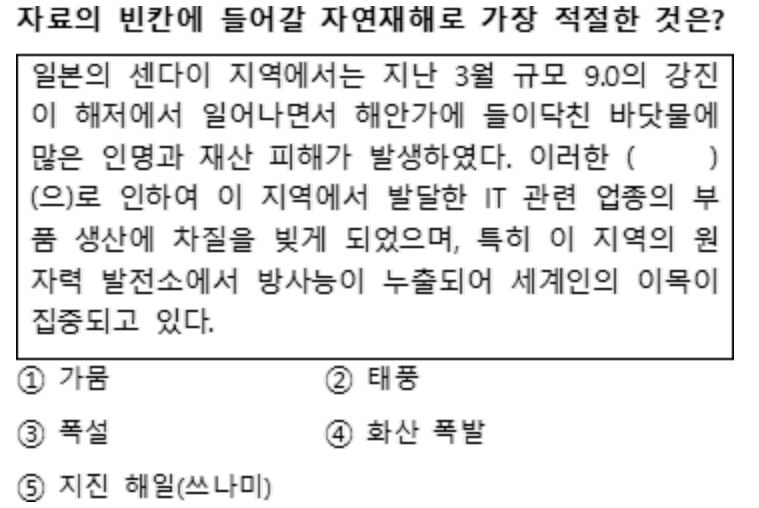 자료의 빈칸에 들어갈 자연재해로 가장 적절한 것은?
일본의 센다이 지역에서는 지난 3월 규모 9.0의 강진
이 해저에서 일어나면서 해안가에 들이닥친 바닷물에
많은 인명과 재산 피해가 발생하였다. 이러한 (      )
(으)로 인하여 이 지역에서 발달한 IT 관련 업종의 부
품 생산에 차질을 빚게 되었으며, 특히 이 지역의 원
자력 발전소에서 방사능이 누출되어 세계인의 이목이
집중되고 있다.
① 가뭄 ② 태풍
③ 폭설 ④ 화산 폭발
⑤ 지진 해일(쓰나미)